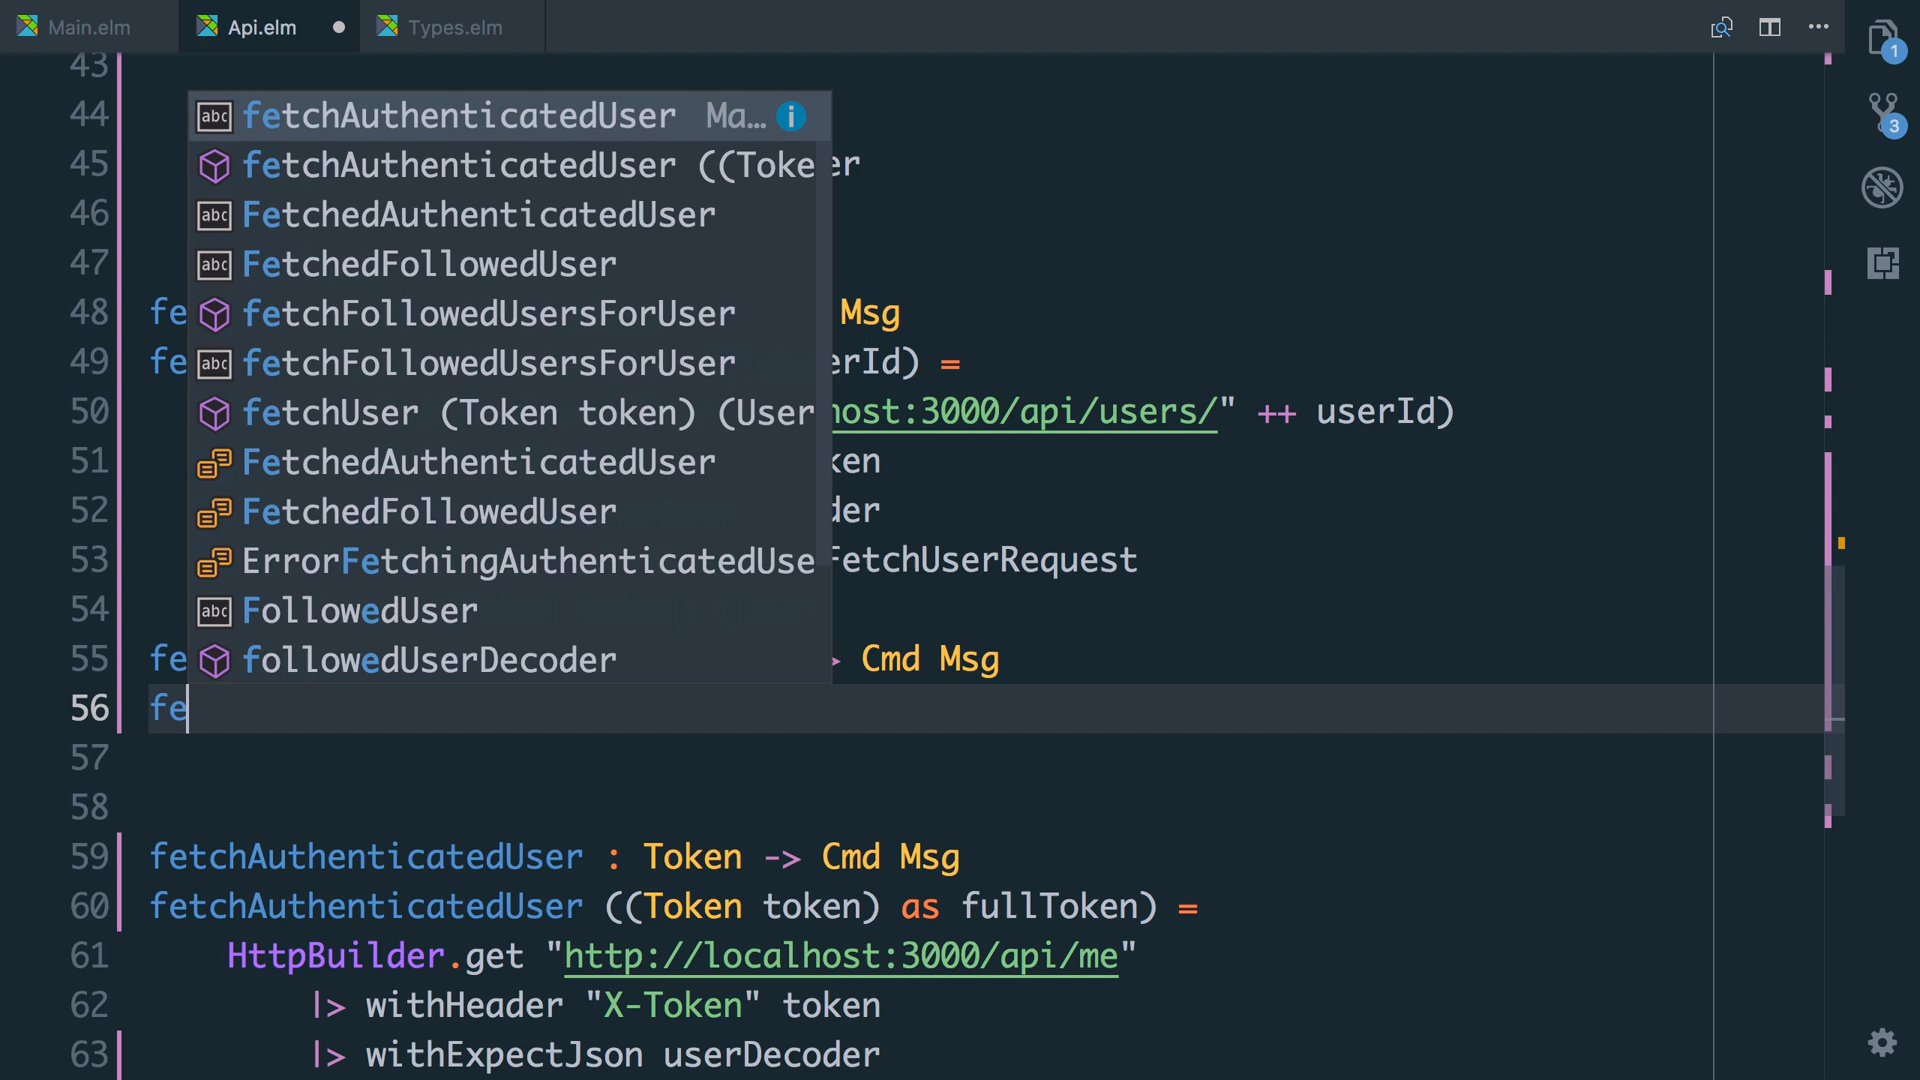 Main.elm Api.elm Types.elm
1
43
44 fetchAuthenticatedUser Ma...
3
45 fetchAuthenticatedUser ((Toke er
46 FetchedAuthenticatedUser
47 FetchedFollowedUser
48 fe fetchFollowedUsersForUser Msg
49 fe fetchFollowedUsersForUser erId) =
50 fetchUser (Token token) (User host:3000/api/users/" ++ userId)
51 FetchedAuthenticatedUser ken
52 FetchedFollowedUser der
53 ErrorFetchingAuthenticatedUse FetchUserRequest
54 FollowedUser
55 fe followedUserDecoder > Cmd Msg
56 fe
57
58
59 fetchAuthenticatedUser : Token -> Cmd Msg
60 fetchAuthenticatedUser ((Token token) as fullToken) =
61 HttpBuilder.get "http://localhost:3000/api/me"
62 |> withHeader "X-Token" token
63 |> withExpectJson userDecoder